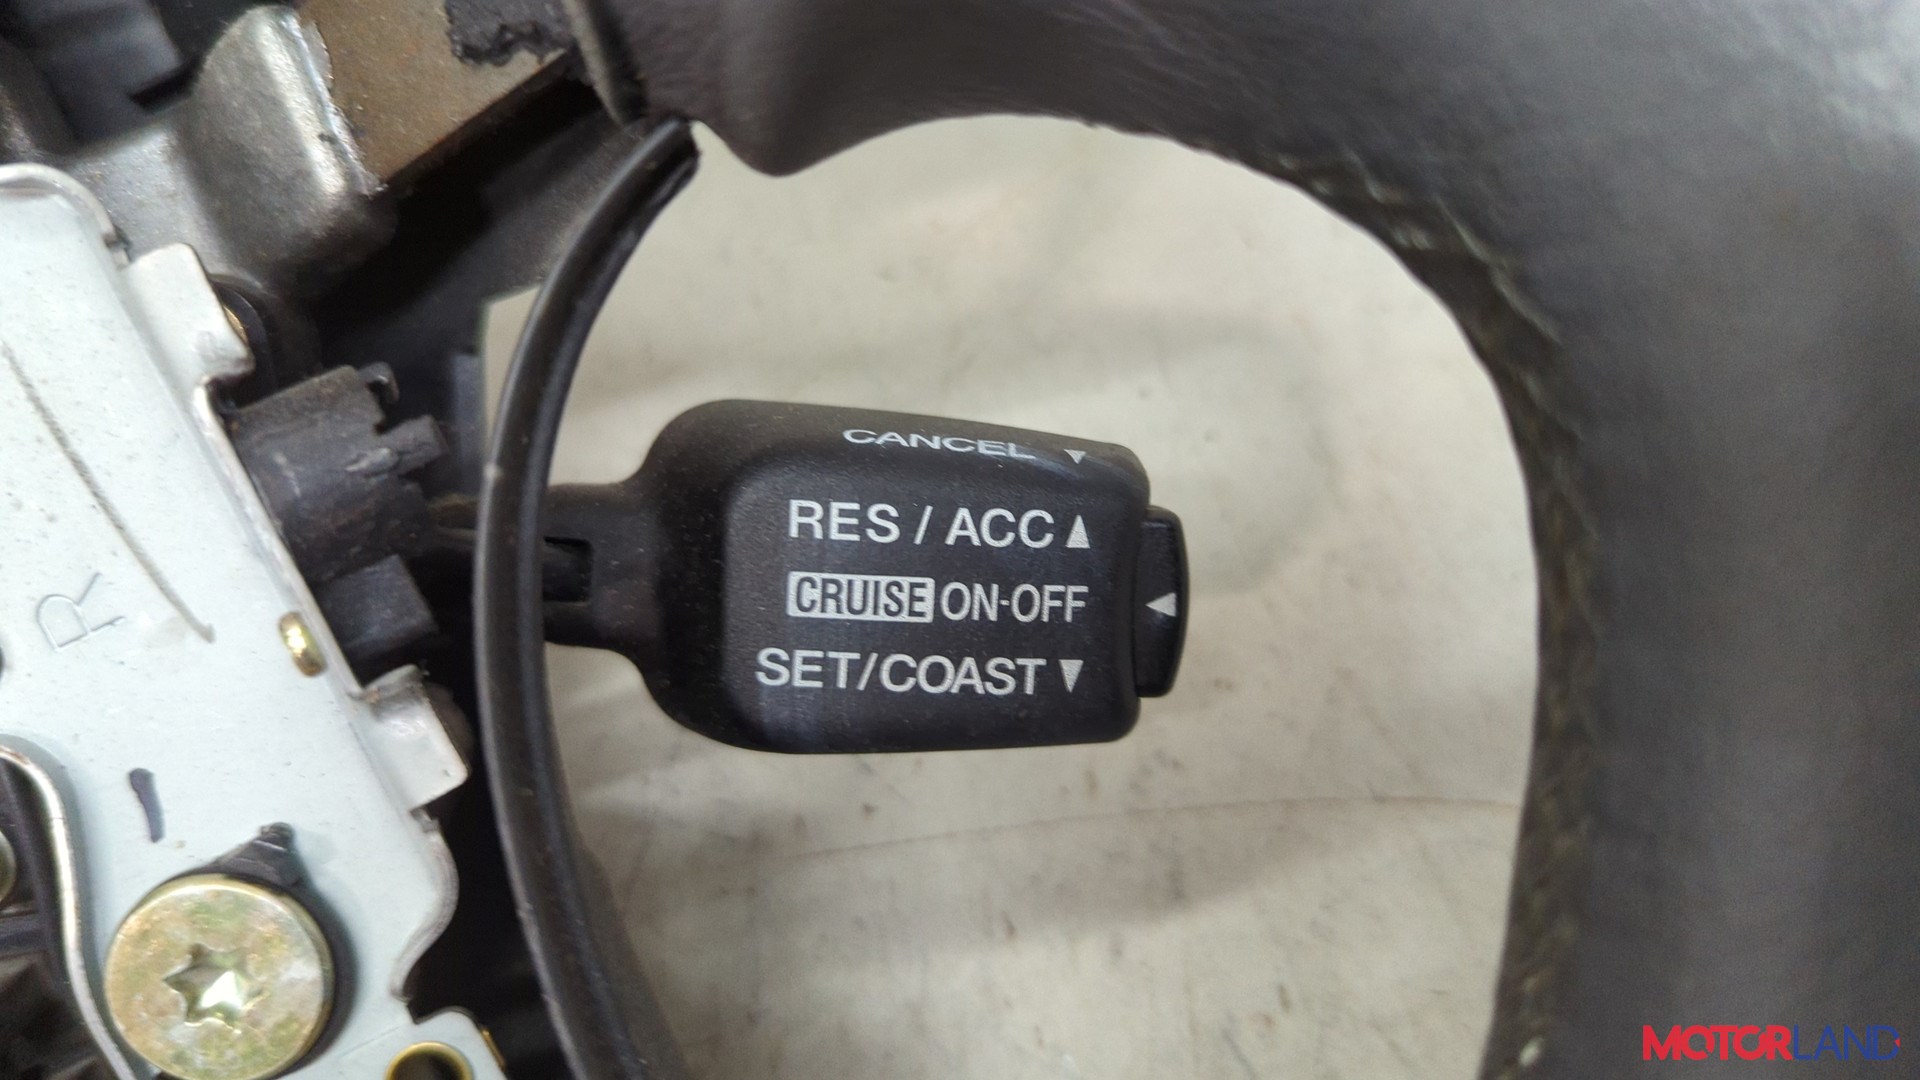 CANCEL ▼
RES / ACC ▲
CRUISE ON-OFF
SET/COAST ▼
◀
R
MOTORLAND